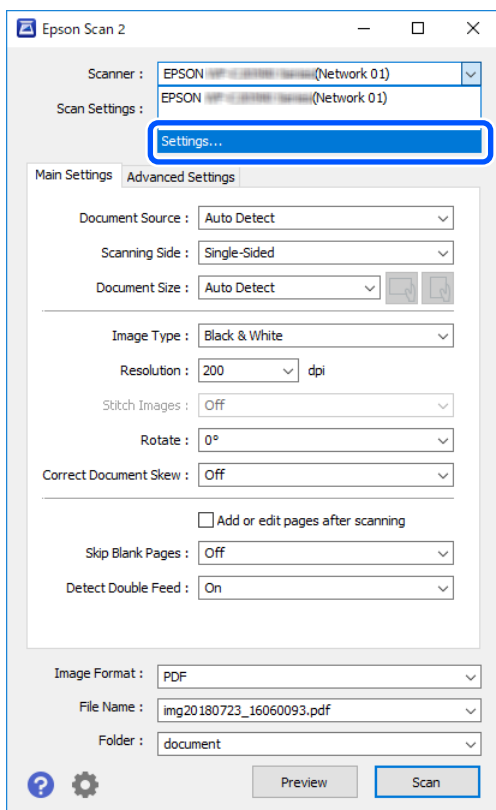 Epson Scan 2
Scanner : EPSON (Network 01)
EPSON (Network 01)
Scan Settings :
Settings...
Main Settings Advanced Settings
Document Source : Auto Detect
Scanning Side : Single-Sided
Document Size : Auto Detect
Image Type : Black & White
Resolution : 200 dpi
Stitch Images : Off
Rotate : 0°
Correct Document Skew : Off
Add or edit pages after scanning
Skip Blank Pages : Off
Detect Double Feed : On
Image Format : PDF
File Name : img20180723_16060093.pdf
Folder : document
? Preview Scan